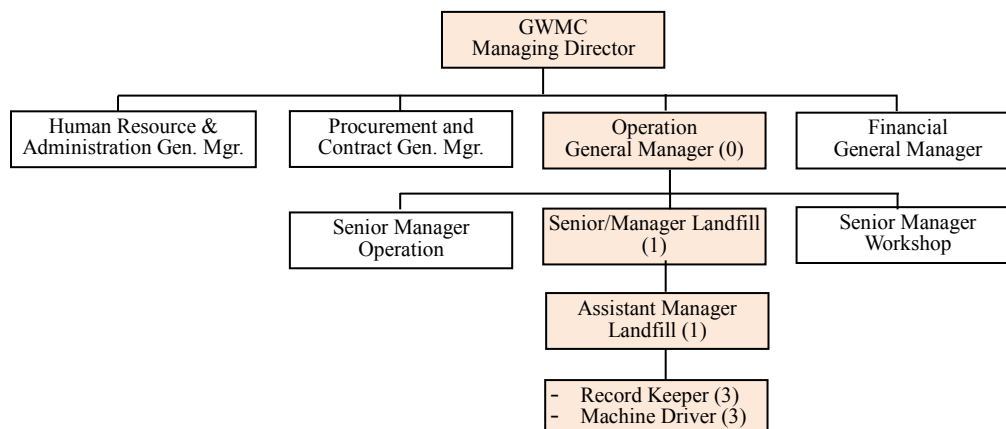 GWMC
Managing Director
Human Resource &
Administration Gen. Mgr.
Procurement and
Contract Gen. Mgr.
Operation
General Manager (0)
Financial
General Manager
Senior Manager
Operation
Senior/Manager Landfill
(1)
Senior Manager
Workshop
Assistant Manager
Landfill (1)
- Record Keeper (3)
- Machine Driver (3)